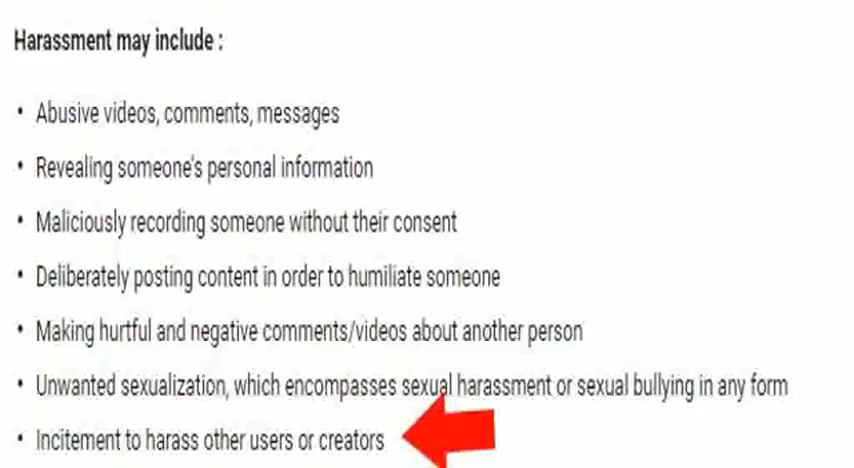 Harassment may include :
• Abusive videos, comments, messages
• Revealing someone's personal information
• Maliciously recording someone without their consent
• Deliberately posting content in order to humiliate someone
• Making hurtful and negative comments/videos about another person
• Unwanted sexualization, which encompasses sexual harassment or sexual bullying in any form
• Incitement to harass other users or creators